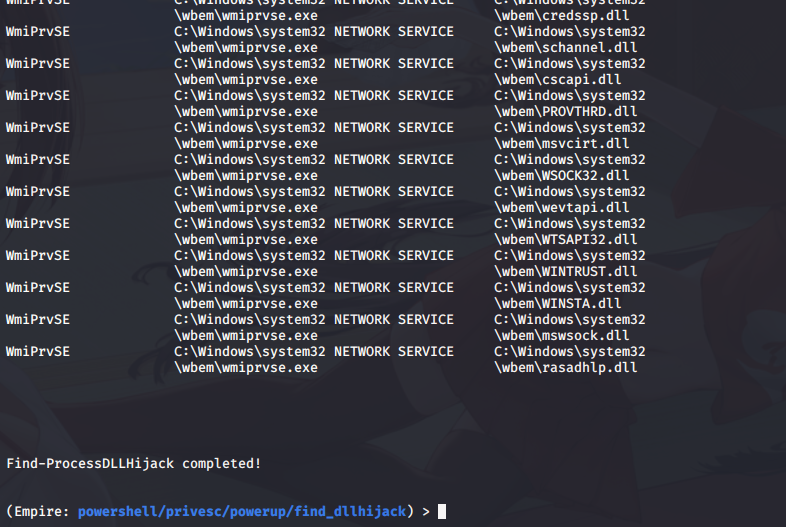 WmiPrvSE C:\Windows\system32 NETWORK SERVICE C:\Windows\system32
\wbem\wmiprvse.exe \wbem\credssp.dll
WmiPrvSE C:\Windows\system32 NETWORK SERVICE C:\Windows\system32
\wbem\wmiprvse.exe \wbem\schannel.dll
WmiPrvSE C:\Windows\system32 NETWORK SERVICE C:\Windows\system32
\wbem\wmiprvse.exe \wbem\cscapi.dll
WmiPrvSE C:\Windows\system32 NETWORK SERVICE C:\Windows\system32
\wbem\wmiprvse.exe \wbem\PROVTHRD.dll
WmiPrvSE C:\Windows\system32 NETWORK SERVICE C:\Windows\system32
\wbem\wmiprvse.exe \wbem\msvcirt.dll
WmiPrvSE C:\Windows\system32 NETWORK SERVICE C:\Windows\system32
\wbem\wmiprvse.exe \wbem\WSOCK32.dll
WmiPrvSE C:\Windows\system32 NETWORK SERVICE C:\Windows\system32
\wbem\wmiprvse.exe \wbem\wevtapi.dll
WmiPrvSE C:\Windows\system32 NETWORK SERVICE C:\Windows\system32
\wbem\wmiprvse.exe \wbem\WTSAPI32.dll
WmiPrvSE C:\Windows\system32 NETWORK SERVICE C:\Windows\system32
\wbem\wmiprvse.exe \wbem\WINTRUST.dll
WmiPrvSE C:\Windows\system32 NETWORK SERVICE C:\Windows\system32
\wbem\wmiprvse.exe \wbem\WINSTA.dll
WmiPrvSE C:\Windows\system32 NETWORK SERVICE C:\Windows\system32
\wbem\wmiprvse.exe \wbem\mswsock.dll
WmiPrvSE C:\Windows\system32 NETWORK SERVICE C:\Windows\system32
\wbem\wmiprvse.exe \wbem\rasadhlp.dll
Find-ProcessDLLHijack completed!
(Empire: powershell/privesc/powerup/find_dllhijack) >